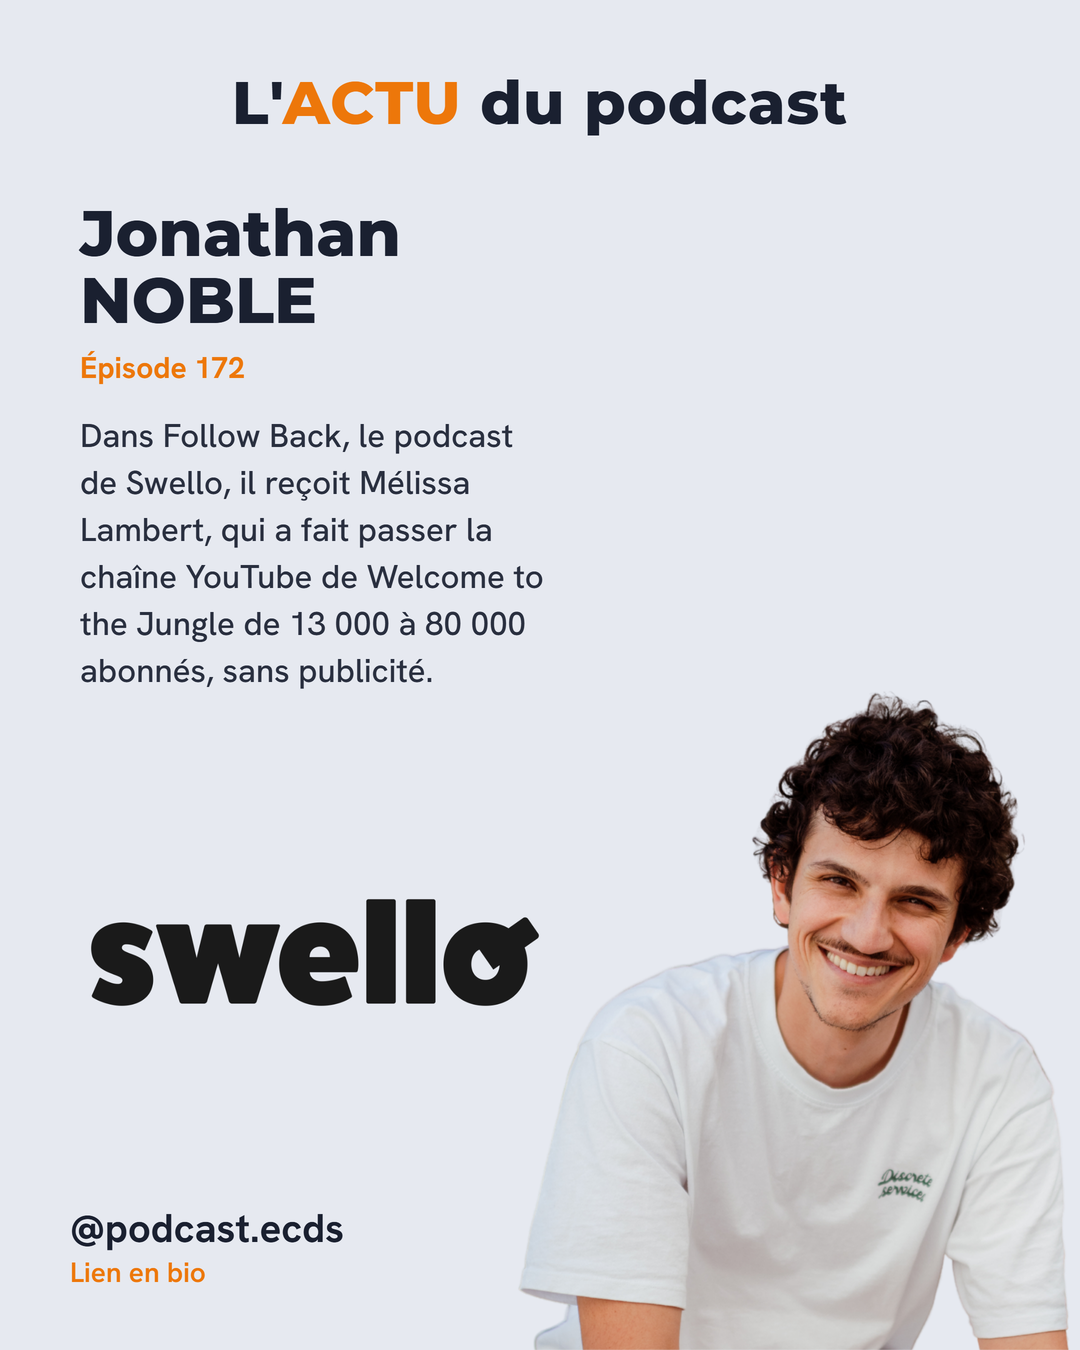 L'ACTU du podcast
Jonathan
NOBLE
Épisode 172
Dans Follow Back, le podcast
de Swello, il reçoit Mélissa
Lambert, qui a fait passer la
chaîne YouTube de Welcome to
the Jungle de 13 000 à 80 000
abonnés, sans publicité.
swello
Discrete
services
@podcast.ecds
Lien en bio